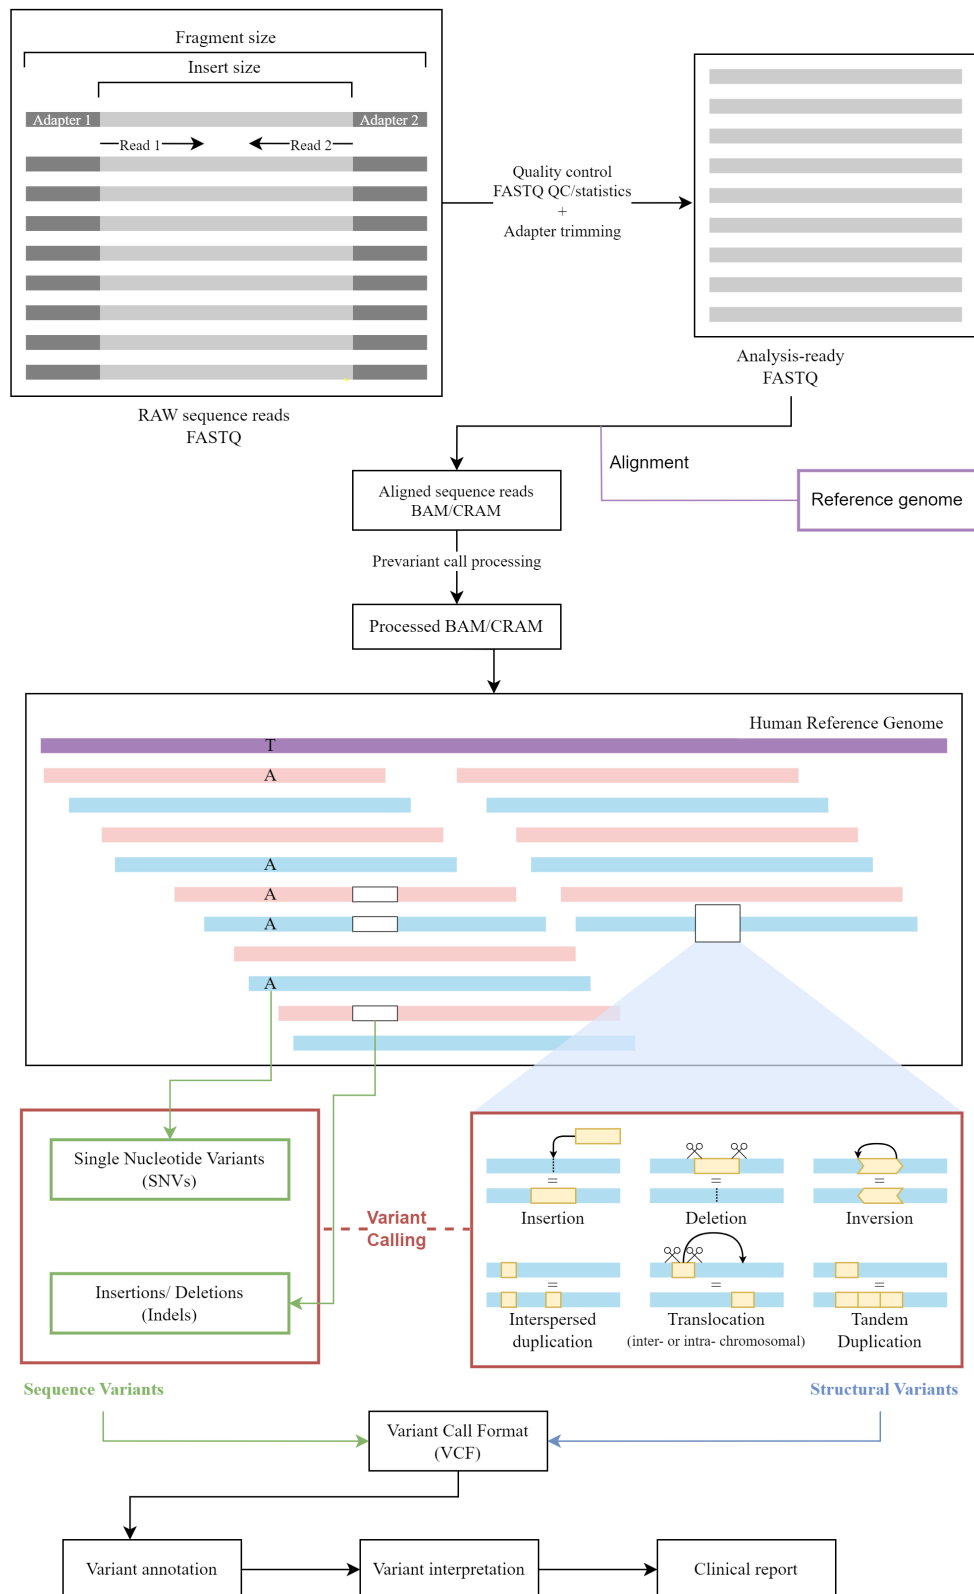 Fragment size
Insert size
Adapter 1
Adapter 2
Read 1
Read 2
Quality control
FASTQ QC/statistics
+
Adapter trimming
RAW sequence reads
FASTQ
Analysis-ready
FASTQ
Alignment
Reference genome
Aligned sequence reads
BAM/CRAM
Prevariant call processing
Processed BAM/CRAM
Human Reference Genome
T
A
A
A
A
A
Single Nucleotide Variants
(SNVs)
Insertions/ Deletions
(Indels)
Variant
Calling
=
=
=
Insertion
Deletion
Inversion
=
=
=
Interspersed
duplication
Translocation
(inter- or intra- chromosomal)
Tandem
Duplication
Sequence Variants
Structural Variants
Variant Call Format
(VCF)
Variant annotation
Variant interpretation
Clinical report